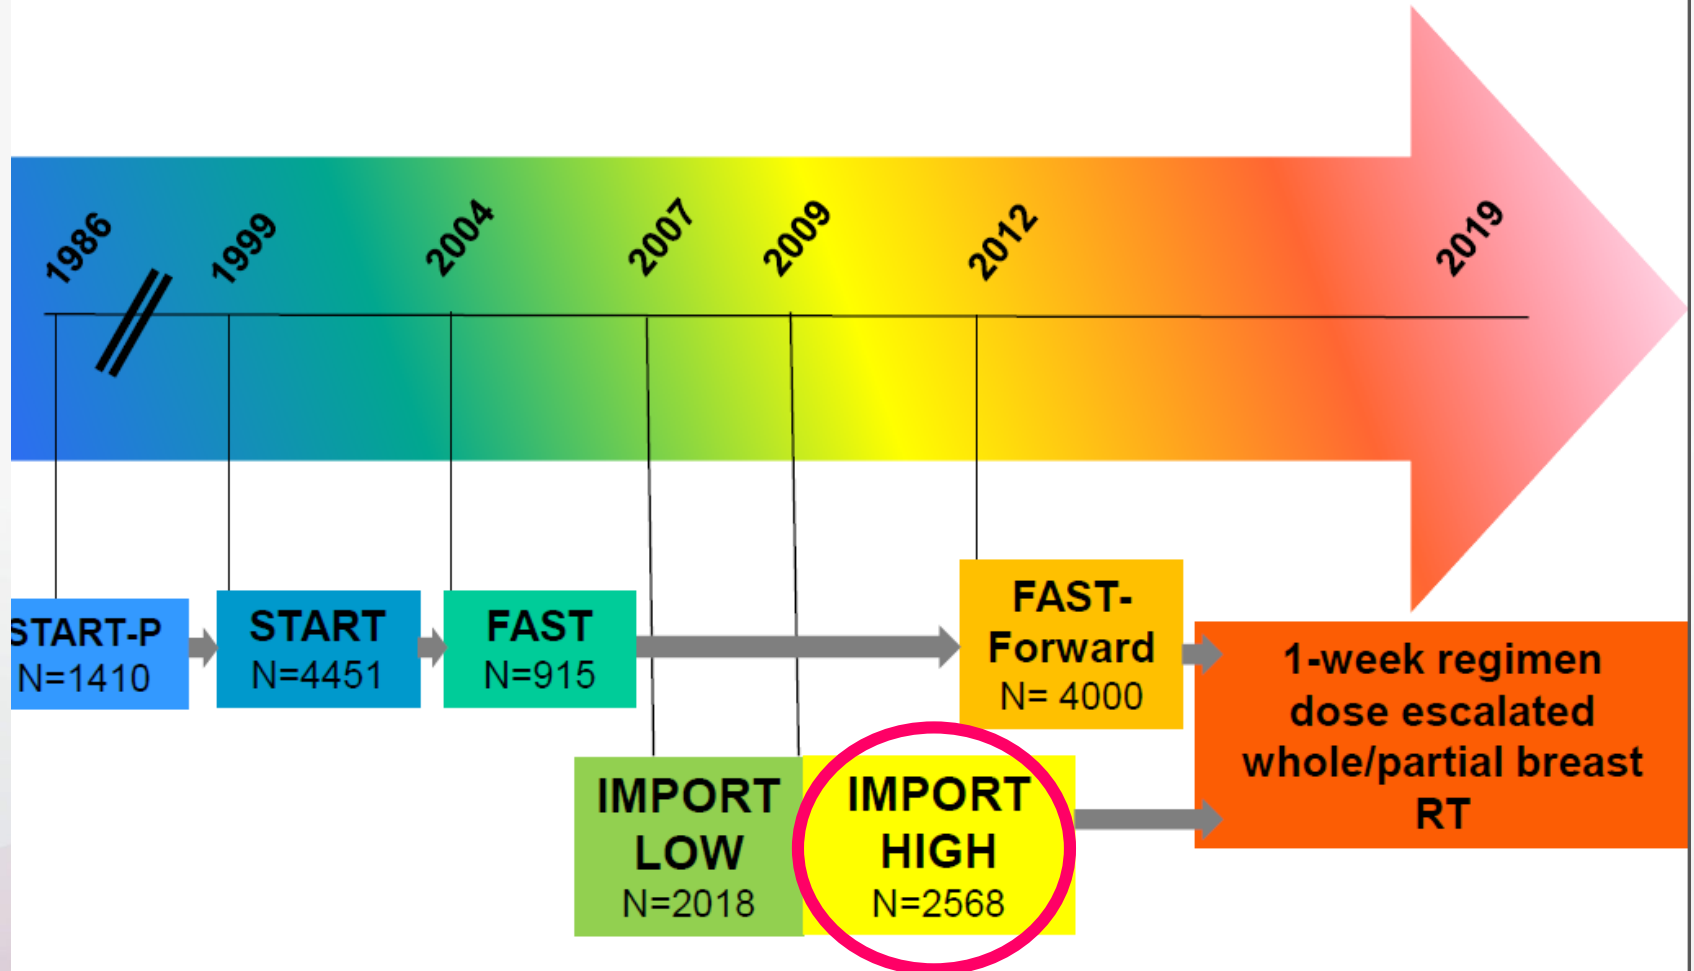 1986
1999
2004
2007
2009
2012
2019
START-P
N=1410
START
N=4451
FAST
N=915
FAST-
Forward
N= 4000
IMPORT
LOW
N=2018
IMPORT
HIGH
N=2568
1-week regimen
dose escalated
whole/partial breast
RT